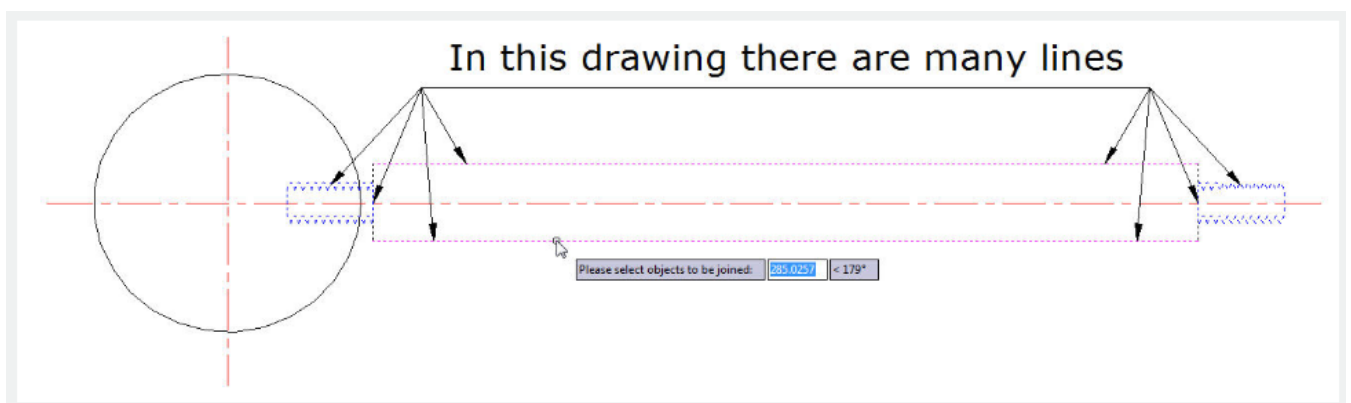 In this drawing there are many lines
Please select objects to be joined: 285.0257 < 179°